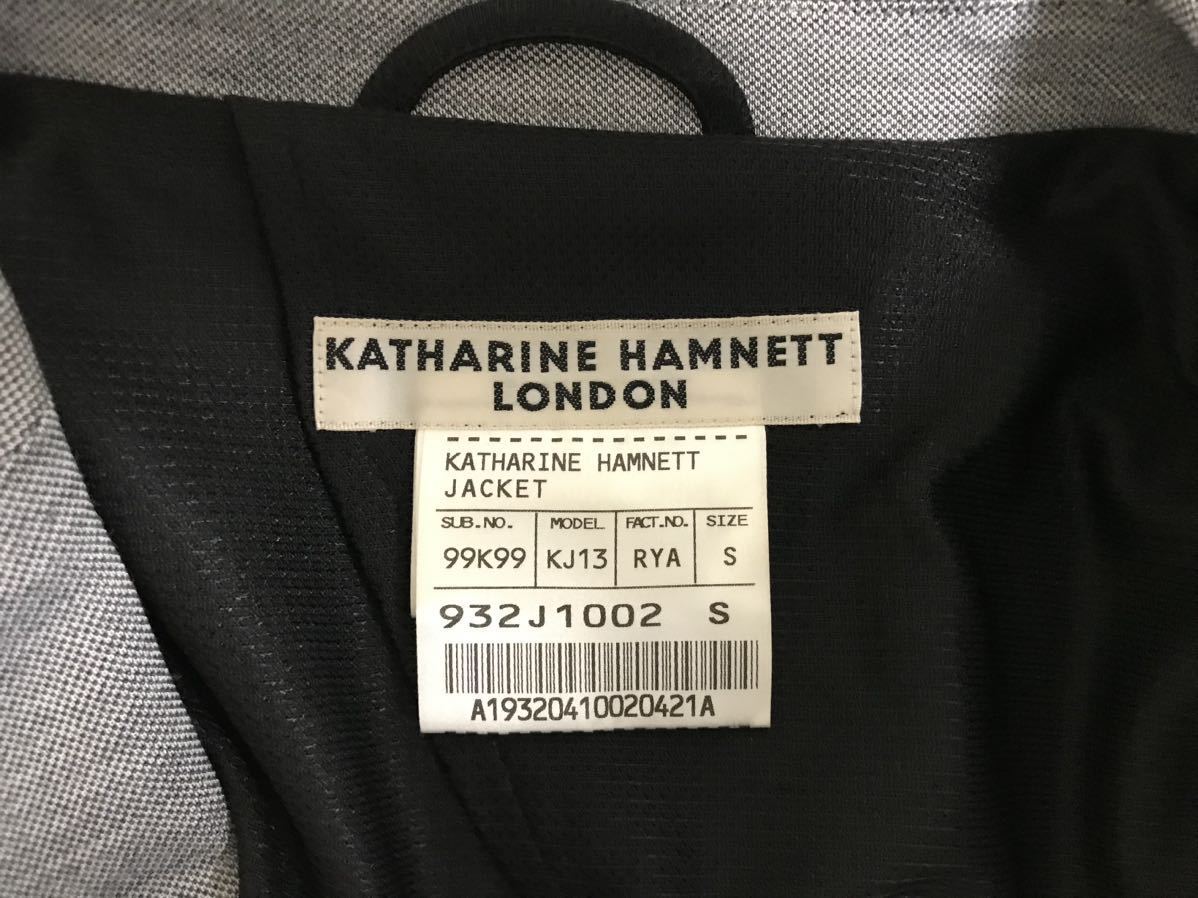 KATHARINE HAMNETT
LONDON
KATHARINE HAMNETT
JACKET
SUB.NO. MODEL FACT.NO. SIZE
99K99 KJ13 RYA S
932J1002 S
A19320410020421A